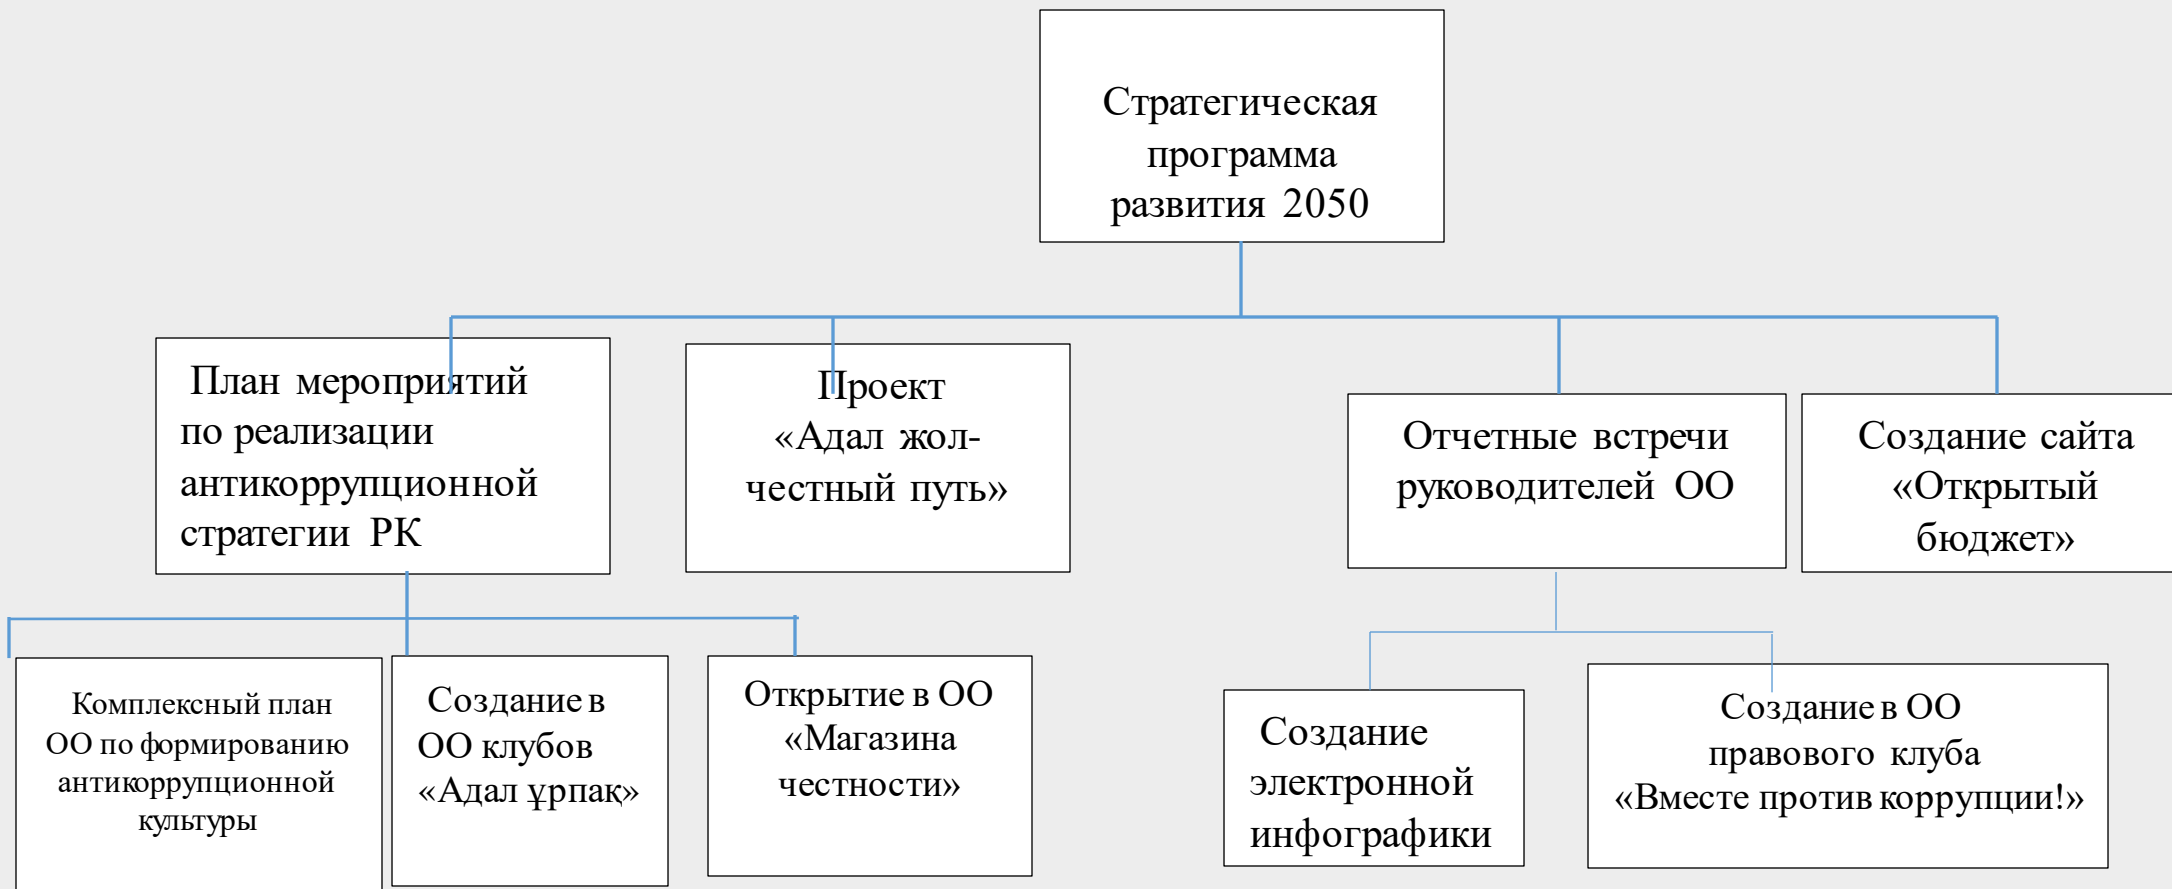 Стратегическая
программа
развития 2050
План мероприятий
по реализации
антикоррупционной
стратегии РК
Проект
«Адал жол-
честный путь»
Отчетные встречи
руководителей ОО
Создание сайта
«Открытый
бюджет»
Комплексный план
ОО по формированию
антикоррупционной
культуры
Создание в
ОО клубов
«Адал ұрпақ»
Открытие в ОО
«Магазина
честности»
Создание
электронной
инфографики
Создание в ОО
правового клуба
«Вместе против коррупции!»